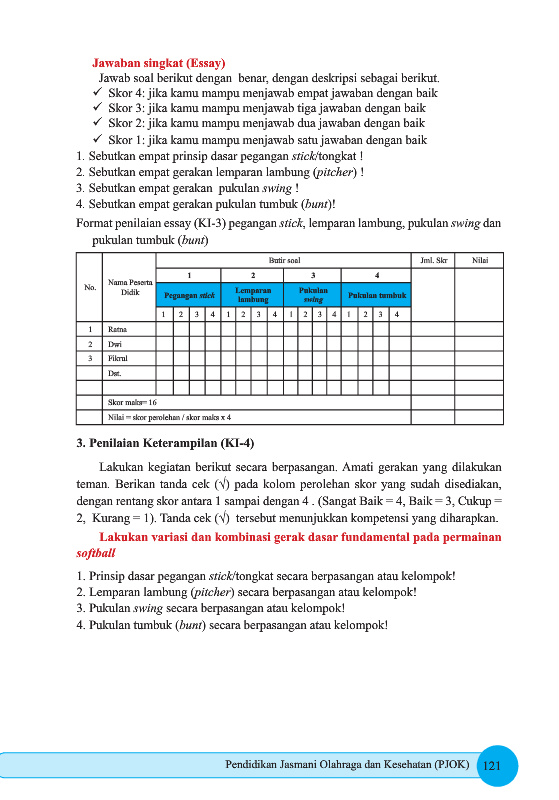 Jawaban singkat (Essay)
Jawab soal berikut dengan benar, dengan deskripsi sebagai berikut.
✓ Skor 4: jika kamu mampu menjawab empat jawaban dengan baik
✓ Skor 3: jika kamu mampu menjawab tiga jawaban dengan baik
✓ Skor 2: jika kamu mampu menjawab dua jawaban dengan baik
✓ Skor 1: jika kamu mampu menjawab satu jawaban dengan baik
1. Sebutkan empat prinsip dasar pegangan stick/tongkat !
2. Sebutkan empat gerakan lemparan lambung (pitcher) !
3. Sebutkan empat gerakan pukulan swing !
4. Sebutkan empat gerakan pukulan tumbuk (bunt)!
Format penilaian essay (KI-3) pegangan stick, lemparan lambung, pukulan swing dan
pukulan tumbuk (bunt)
No. Nama Peserta Didik Butir soal Jml. Skr Nilai
1 2 3 4
Pegangan stick Lemparan lambung Pukulan swing Pukulan tumbuk
1 2 3 4 1 2 3 4 1 2 3 4 1 2 3 4
1 Ratna
2 Dwi
3 Fikrul
Dst.
Skor maks= 16
Nilai = skor perolehan / skor maks x 4
3. Penilaian Keterampilan (KI-4)
Lakukan kegiatan berikut secara berpasangan. Amati gerakan yang dilakukan
teman. Berikan tanda cek (√) pada kolom perolehan skor yang sudah disediakan,
dengan rentang skor antara 1 sampai dengan 4 . (Sangat Baik = 4, Baik = 3, Cukup =
2, Kurang = 1). Tanda cek (√) tersebut menunjukkan kompetensi yang diharapkan.
Lakukan variasi dan kombinasi gerak dasar fundamental pada permainan
softball
1. Prinsip dasar pegangan stick/tongkat secara berpasangan atau kelompok!
2. Lemparan lambung (pitcher) secara berpasangan atau kelompok!
3. Pukulan swing secara berpasangan atau kelompok!
4. Pukulan tumbuk (bunt) secara berpasangan atau kelompok!
Pendidikan Jasmani Olahraga dan Kesehatan (PJOK) 121